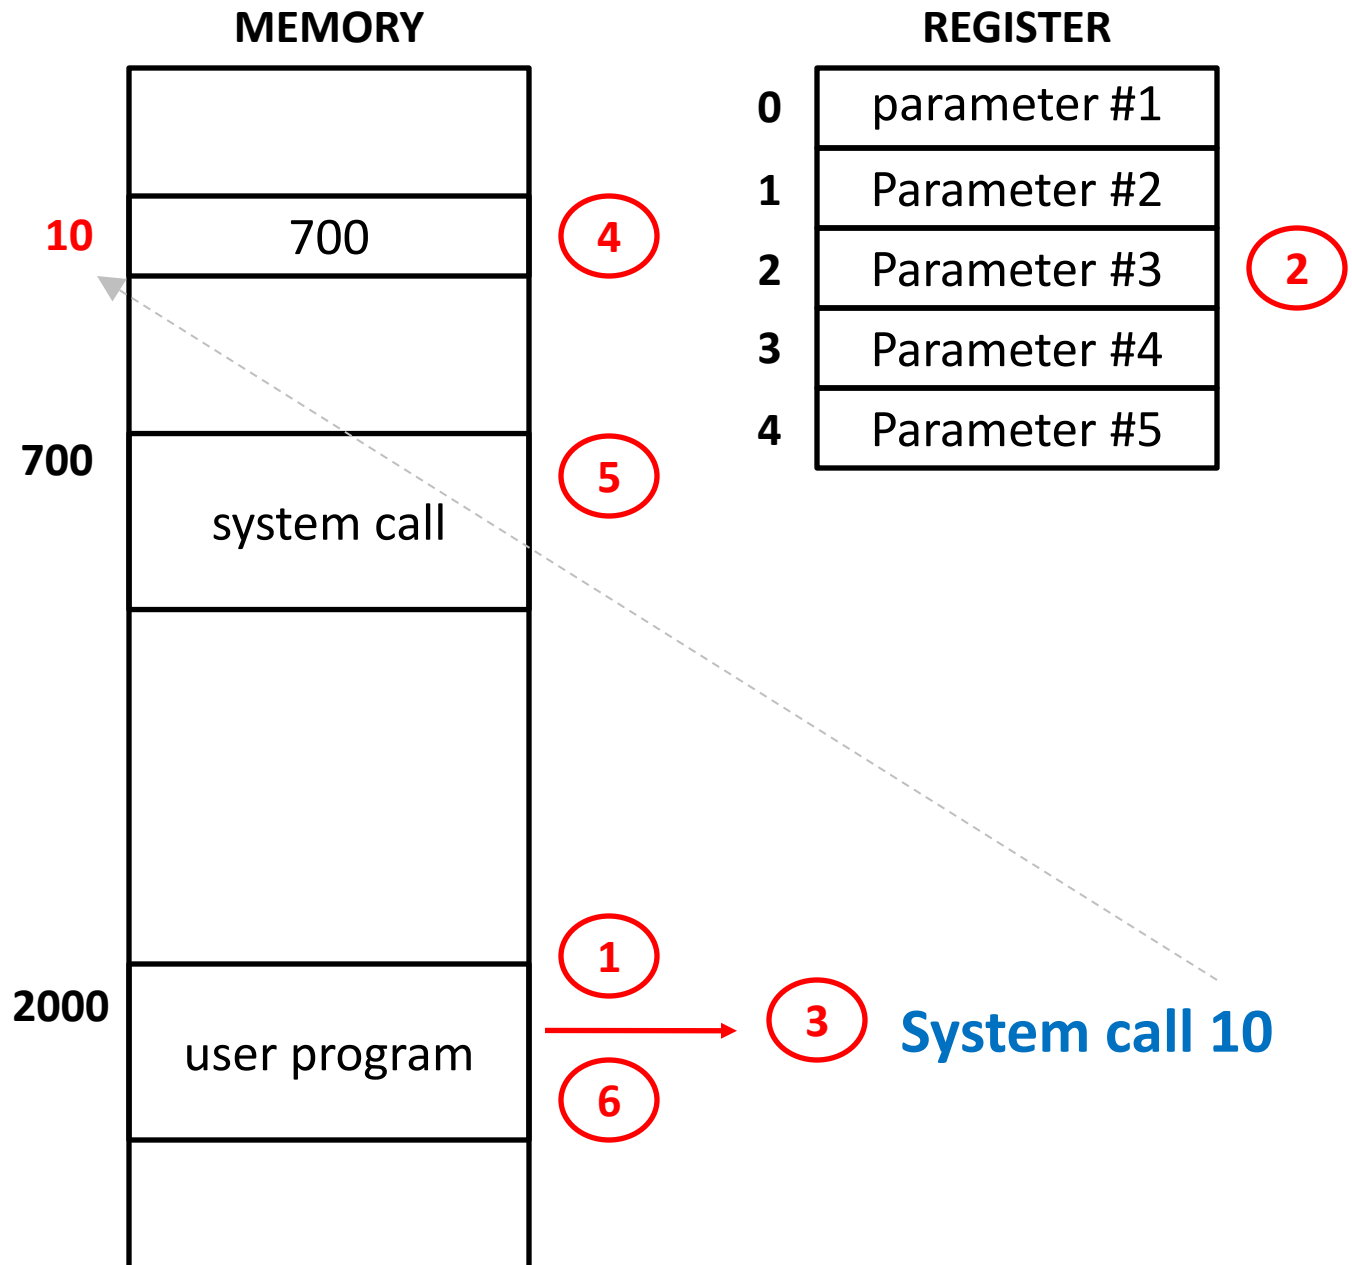 MEMORY
REGISTER
0 parameter #1
1 Parameter #2
10 700 4
2 Parameter #3 2
3 Parameter #4
4 Parameter #5
700 5
system call
1
2000
3 System call 10
user program
6